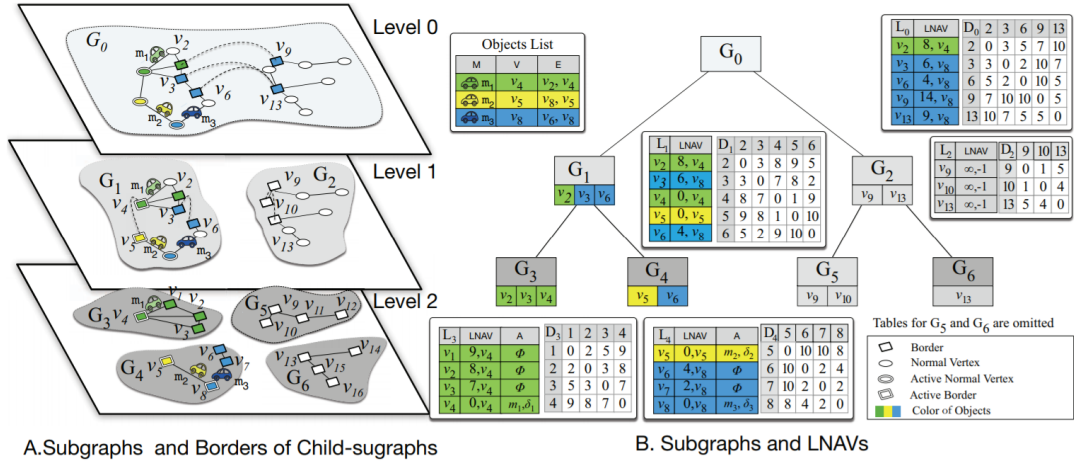 Level 0
G0
m1
v2
v3
v6
m2
m3
v9
v13
Level 1
G1
m1
v2
v4
v3
v6
v5
m2
m3
G2
v9
v10
v13
Level 2
G3
m1
v1
v2
v4
v3
G5
v9
v10
v11
v12
G4
v5
v6
v7
m2
m3
v8
G6
v13
v14
v15
v16
A.Subgraphs and Borders of Child-sugraphs
Objects List
M V E
m1 v4 v2, v4
m2 v5 v8, v5
m3 v8 v6, v8
G0
L0 LNAV
v2 8, v4
v3 6, v8
v6 4, v8
v9 14, v8
v13 9, v8
D0 2 3 6 9 13
2 0 3 5 7 10
3 3 0 2 10 7
6 5 2 0 10 5
9 7 10 10 0 5
13 10 7 5 5 0
G1
v2 v3 v6
L1 LNAV
v2 8, v4
v3 6, v8
v4 0, v4
v5 0, v5
v6 4, v8
D1 2 3 4 5 6
2 0 3 8 9 5
3 3 0 7 8 2
4 8 7 0 1 9
5 9 8 1 0 10
6 5 2 9 10 0
G2
v9 v13
L2 LNAV
v9 ∞,-1
v10 ∞,-1
v13 ∞,-1
D2 9 10 13
9 0 1 5
10 1 0 4
13 5 4 0
G3
v2 v3 v4
G4
v5 v6
G5
v9 v10
G6
v13
L3 LNAV A
v1 9,v4 Φ
v2 8,v4 Φ
v3 7,v4 Φ
v4 0,v4 m1,δ1
D3 1 2 3 4
1 0 2 5 9
2 2 0 3 8
3 5 3 0 7
4 9 8 7 0
L4 LNAV A
v5 0,v5 m2, δ2
v6 4,v8 Φ
v7 2,v8 Φ
v8 0,v8 m3, δ3
D4 5 6 7 8
5 0 10 10 8
6 10 0 2 4
7 10 2 0 2
8 8 4 2 0
Tables for G5 and G6 are omitted
Border
Normal Vertex
Active Normal Vertex
Active Border
Color of Objects
B. Subgraphs and LNAVs